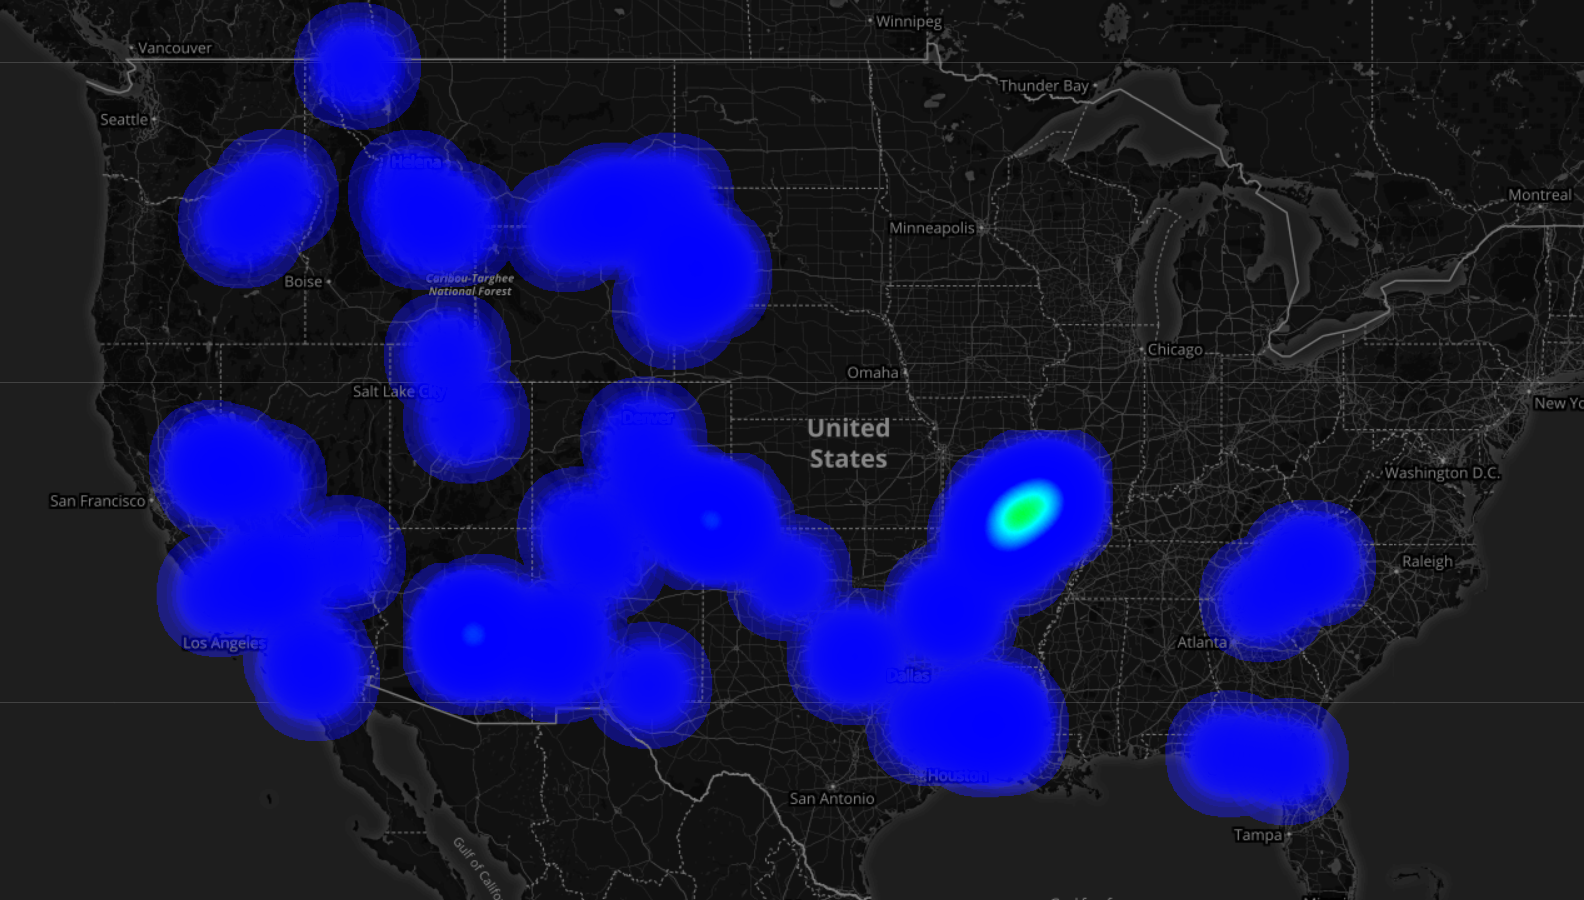 Winnipeg
Vancouver
Thunder Bay
Seattle
Helena
Montreal
Minneapolis
Boise
Caribou-Targhee
National Forest
Chicago
Omaha
Salt Lake City
New Yo
Denver
United
States
Washington D.C.
San Francisco
Raleigh
Los Angeles
Atlanta
Dallas
Houston
San Antonio
Tampa
Gulf of Califo